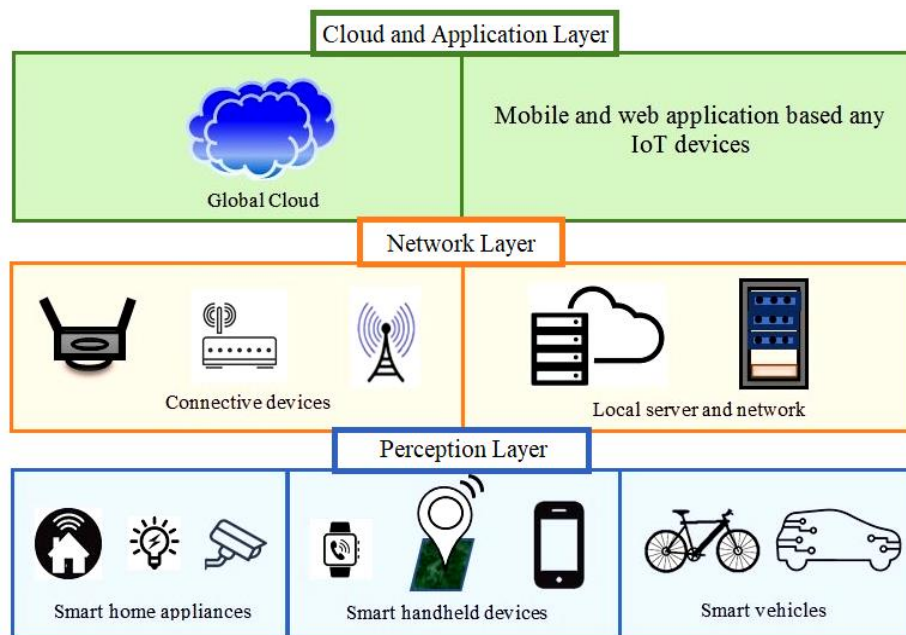 Cloud and Application Layer
Global Cloud
Mobile and web application based any
IoT devices
Network Layer
Connective devices
Local server and network
Perception Layer
Smart home appliances
Smart handheld devices
Smart vehicles